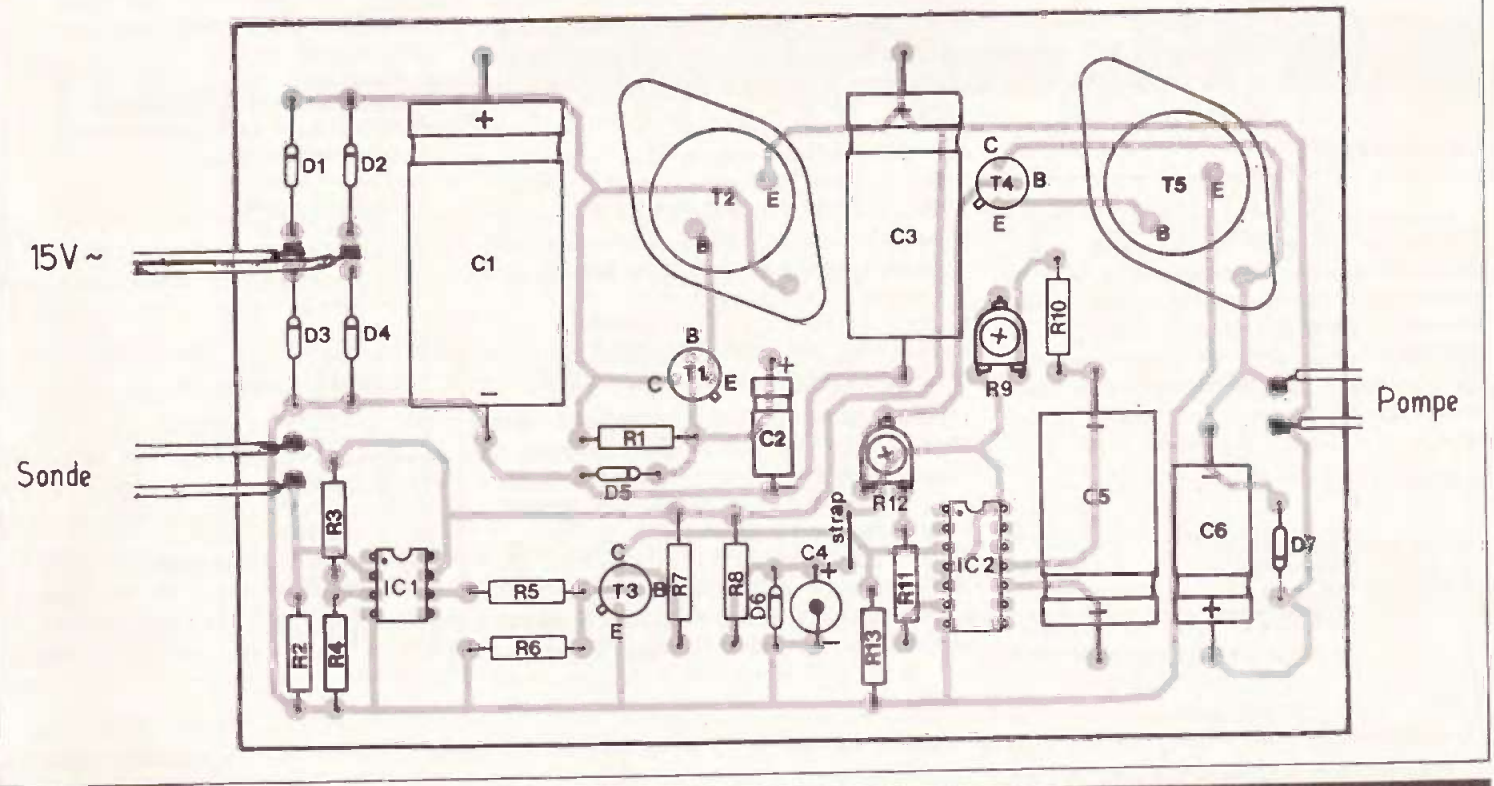 +
C
D1
D2
T2
E
T4
B
T5
E
E
B
B
15V ~
C1
C3
D3
D4
R10
B
T1
C
E
+
R9
Pompe
R1
C2
Sonde
D5
R12
C5
R3
strap
C6
D7
C
C4
IC1
R5
T3
B
R7
R8
D6
+
R11
IC2
E
R2
R4
R6
R13
+